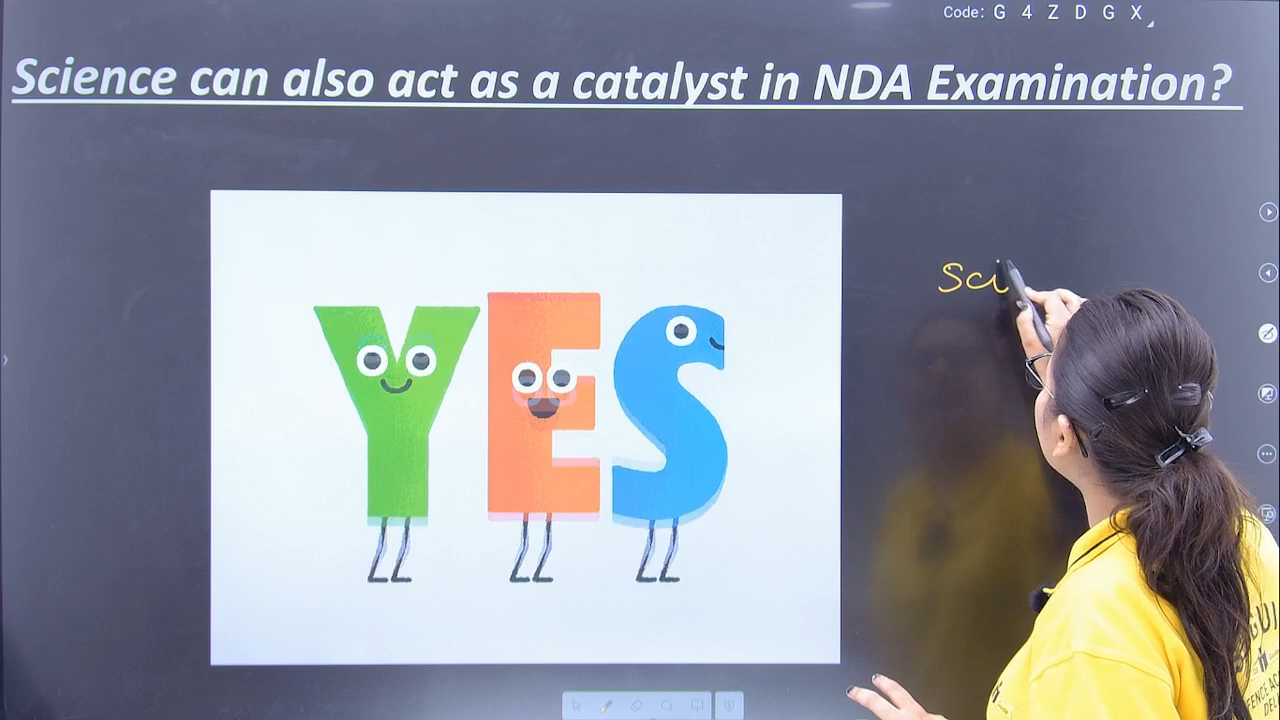 Code: G 4 Z D G X
Science can also act as a catalyst in NDA Examination?
YES
Sci